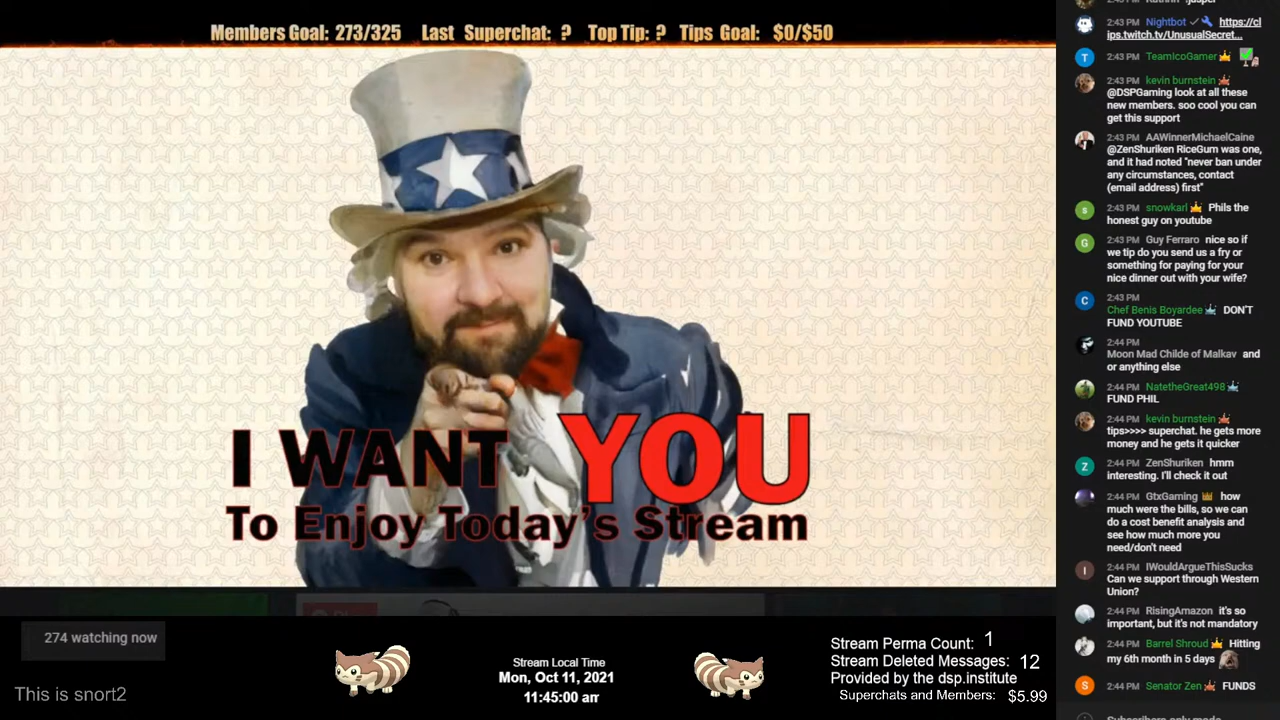 Members Goal: 273/325 Last Superchat: ? Top Tip: ? Tips Goal: $0/$50
I WANT YOU
To Enjoy Today's Stream
274 watching now
This is snort2
Stream Local Time
Mon, Oct 11, 2021
11:45:00 am
Stream Perma Count: 1
Stream Deleted Messages: 12
Provided by the dsp.institute
Superchats and Members: $5.99
2:43 PM Nightbot https://cl
ips.twitch.tv/UnusualSecret...
2:43 PM TeamicoGamer
2:43 PM kevin burnstein
@DSPGaming look at all these
new members. soo cool you can
get this support
2:43 PM AAWinnerMichaelCaine
@ZenShuriken RiceGum was one,
and it had noted "never ban under
any circumstances, contact
(email address) first"
2:43 PM snowkarl Phils the
honest guy on youtube
2:43 PM Guy Ferraro nice so if
we tip do you send us a fry or
something for paying for your
nice dinner out with your wife?
2:43 PM
Chef Benis Boyardee DON'T
FUND YOUTUBE
2:44 PM
Moon Mad Childe of Malkav and
or anything else
2:44 PM NatetheGreat498
FUND PHIL
2:44 PM kevin burnstein
tips>>>> superchat. he gets more
money and he gets it quicker
2:44 PM ZenShuriken hmm
interesting. I'll check it out
2:44 PM GtxGaming how
much were the bills, so we can
do a cost benefit analysis and
see how much more you
need/don't need
2:44 PM IWouldArgueThisSucks
Can we support through Western
Union?
2:44 PM RisingAmazon it's so
important, but it's not mandatory
2:44 PM Barrel Shroud Hitting
my 6th month in 5 days
2:44 PM Senator Zen FUNDS